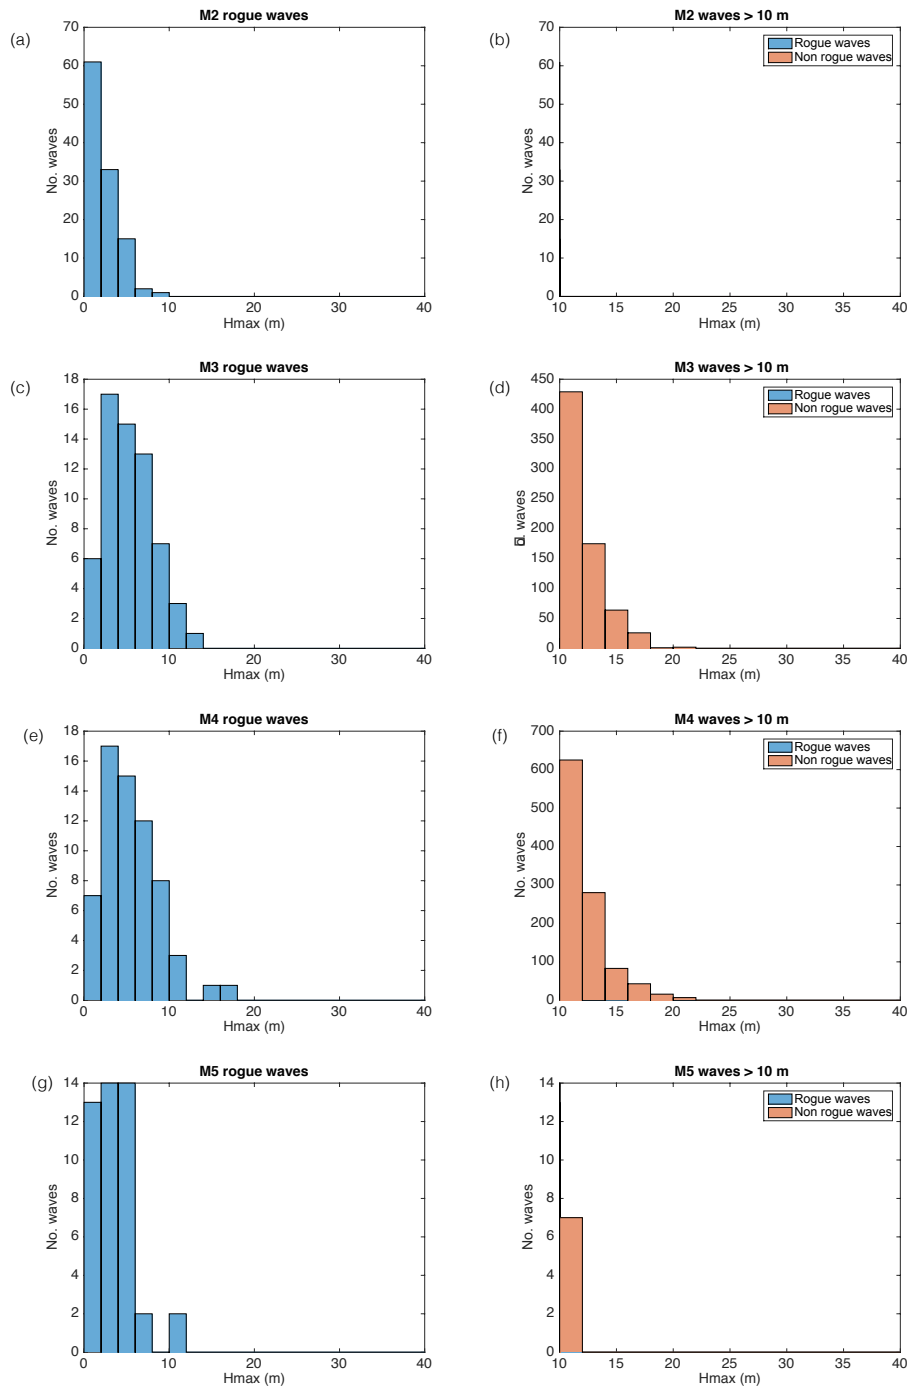 M2 rogue waves
(a)
70
60
50
40
30
20
10
0
No. waves
0 10 20 30 40
Hmax (m)
M2 waves > 10 m
(b)
70
60
50
40
30
20
10
0
No. waves
Rogue waves
Non rogue waves
10 15 20 25 30 35 40
Hmax (m)
M3 rogue waves
(c)
18
16
14
12
10
8
6
4
2
0
No. waves
0 10 20 30 40
Hmax (m)
M3 waves > 10 m
(d)
450
400
350
300
250
200
150
100
50
0
waves
Rogue waves
Non rogue waves
10 15 20 25 30 35 40
Hmax (m)
M4 rogue waves
(e)
18
16
14
12
10
8
6
4
2
0
No. waves
0 10 20 30 40
Hmax (m)
M4 waves > 10 m
(f)
700
600
500
400
300
200
100
0
No. waves
Rogue waves
Non rogue waves
10 15 20 25 30 35 40
Hmax (m)
M5 rogue waves
(g)
14
12
10
8
6
4
2
0
No. waves
0 10 20 30 40
Hmax (m)
M5 waves > 10 m
(h)
14
12
10
8
6
4
2
0
No. waves
Rogue waves
Non rogue waves
10 15 20 25 30 35 40
Hmax (m)